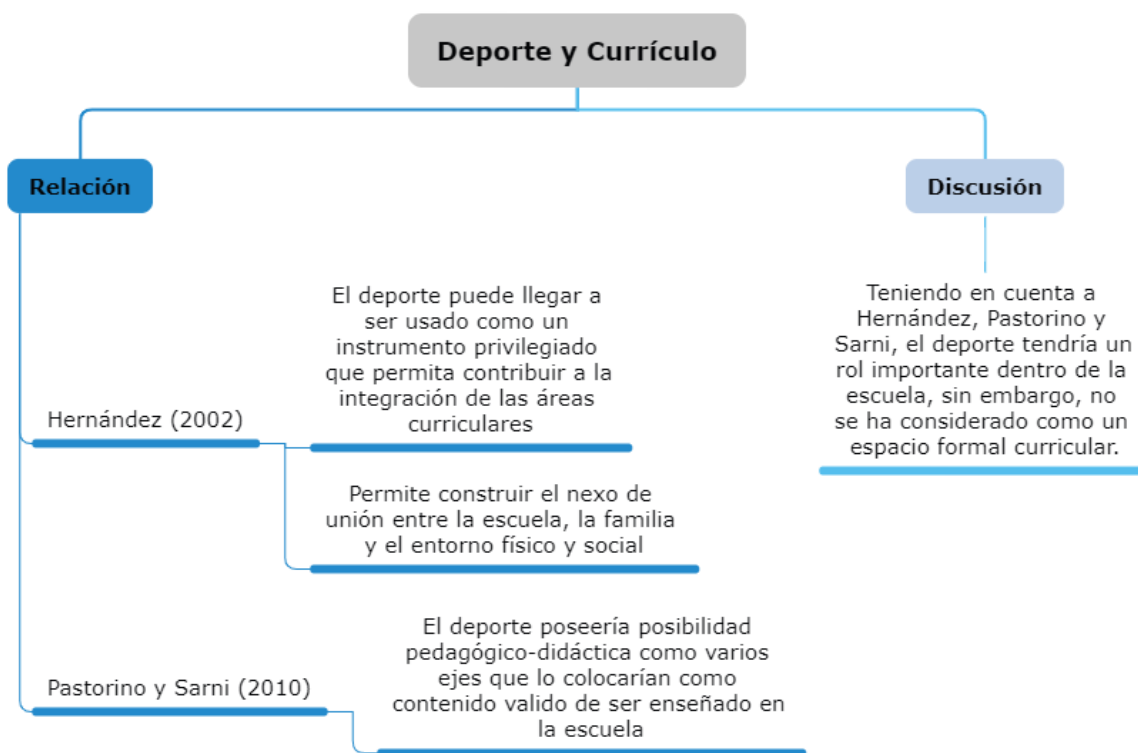 Deporte y Currículo
Relación
Discusión
El deporte puede llegar a
ser usado como un
instrumento privilegiado
que permita contribuir a la
integración de las áreas
curriculares
Hernández (2002)
Permite construir el nexo de
unión entre la escuela, la familia
y el entorno físico y social
El deporte poseería posibilidad
pedagógico-didáctica como varios
ejes que lo colocarían como
contenido valido de ser enseñado en
la escuela
Pastorino y Sarni (2010)
Teniendo en cuenta a
Hernández, Pastorino y
Sarni, el deporte tendría un
rol importante dentro de la
escuela, sin embargo, no
se ha considerado como un
espacio formal curricular.